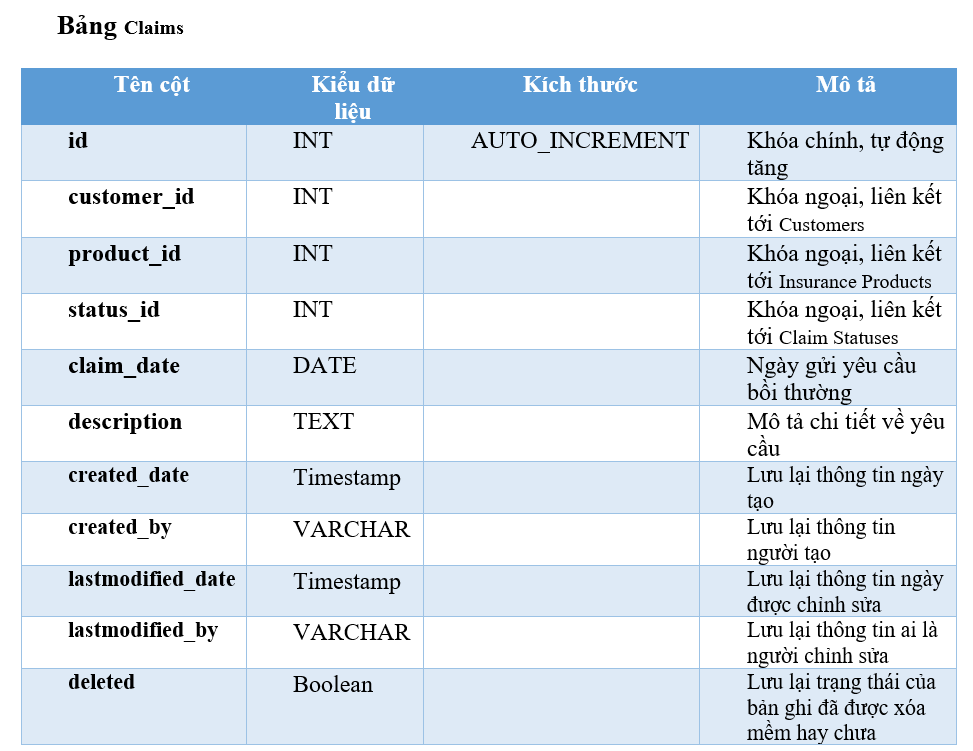 Bảng Claims
Tên cột Kiểu dữ liệu Kích thước Mô tả
id INT AUTO_INCREMENT Khóa chính, tự động
tăng
customer_id INT Khóa ngoại, liên kết
tới Customers
product_id INT Khóa ngoại, liên kết
tới Insurance Products
status_id INT Khóa ngoại, liên kết
tới Claim Statuses
claim_date DATE Ngày gửi yêu cầu
bồi thường
description TEXT Mô tả chi tiết về yêu
cầu
created_date Timestamp Lưu lại thông tin ngày
tạo
created_by VARCHAR Lưu lại thông tin
người tạo
lastmodified_date Timestamp Lưu lại thông tin ngày
được chỉnh sửa
lastmodified_by VARCHAR Lưu lại thông tin ai là
người chỉnh sửa
deleted Boolean Lưu lại trạng thái của
bản ghi đã được xóa
mềm hay chưa